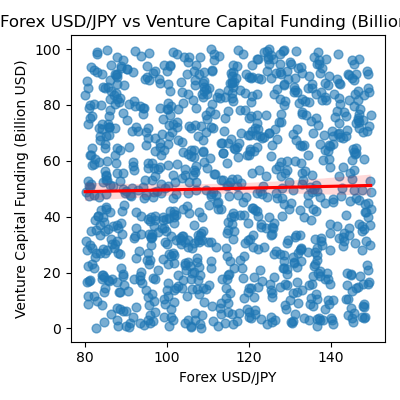 Forex USD/JPY vs Venture Capital Funding (Billion
100
80
60
40
20
0
80 100 120 140
Venture Capital Funding (Billion USD)
Forex USD/JPY